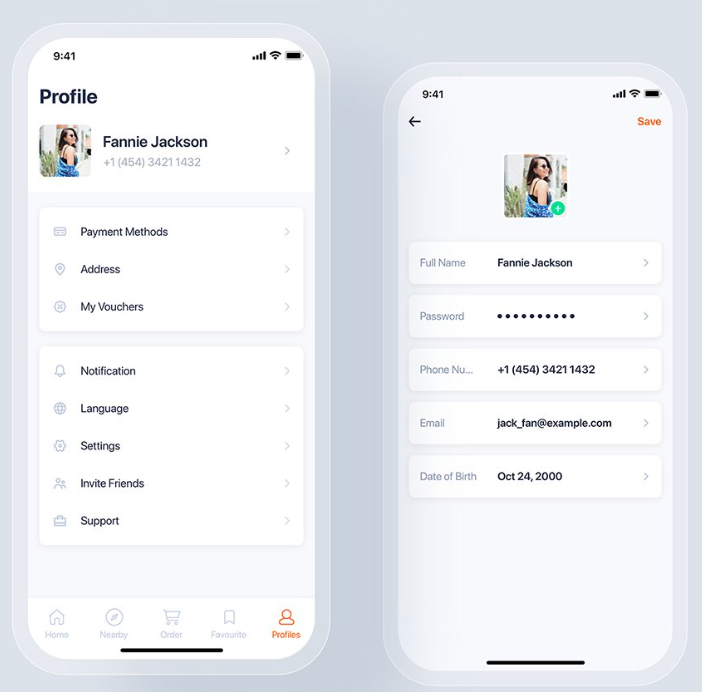 9:41
Profile
Fannie Jackson
+1 (454) 3421 1432
Payment Methods
Address
My Vouchers
Notification
Language
Settings
Invite Friends
Support
Home Nearby Order Favourite Profiles
9:41
Save
Full Name Fannie Jackson
Password ••••••••••
Phone Nu... +1 (454) 3421 1432
Email jack_fan@example.com
Date of Birth Oct 24, 2000